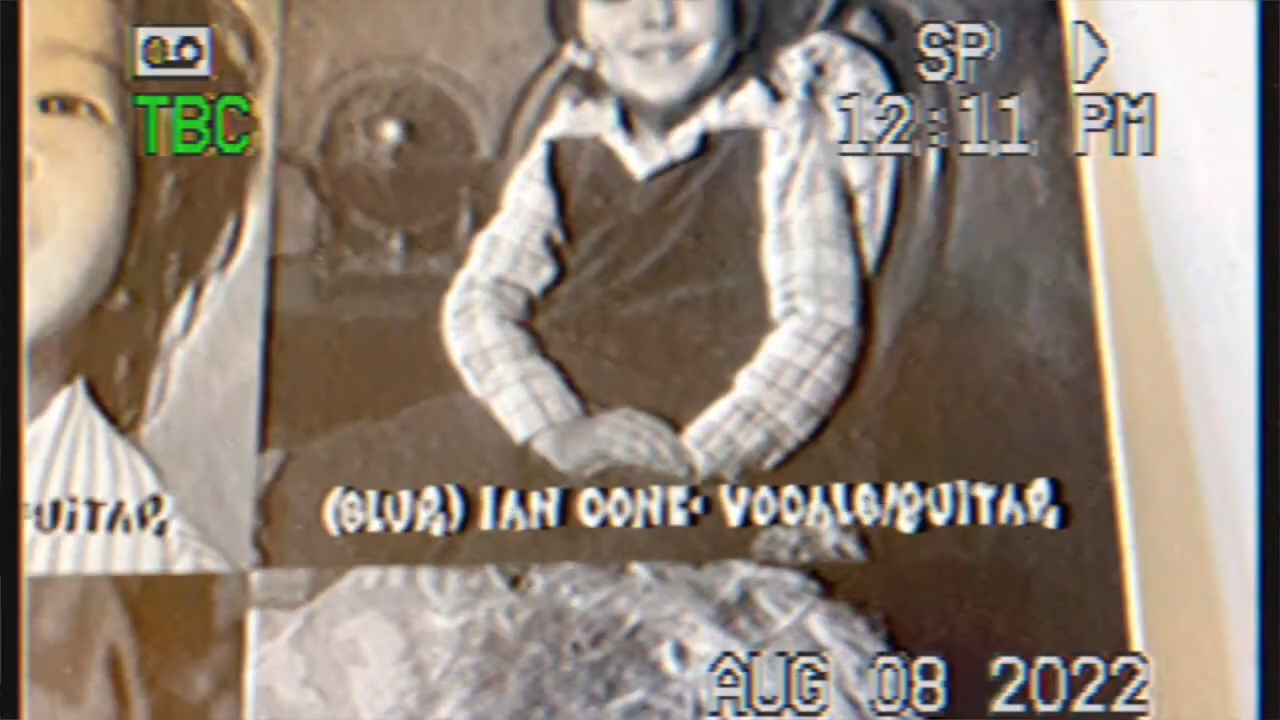 TBC
SP
12:11 PM
UITAR
(BLUR) IAN CONE· VOCALS/GUITAR
AUG 08 2022